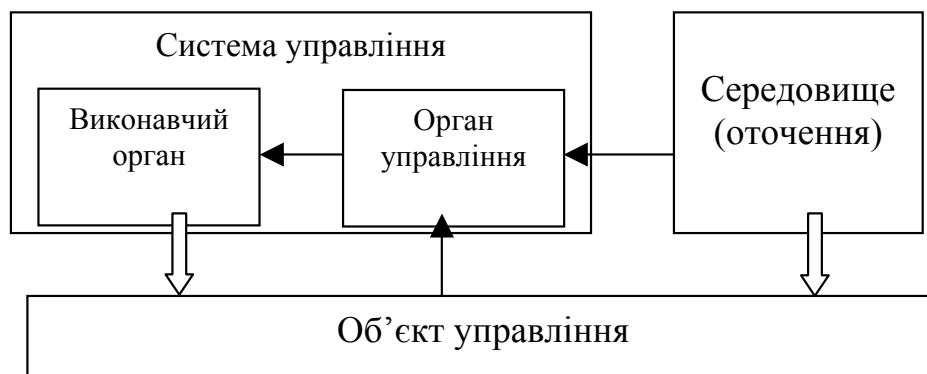 Система управління
Виконавчий
орган
Орган
управління
Середовище
(оточення)
Об’єкт управління